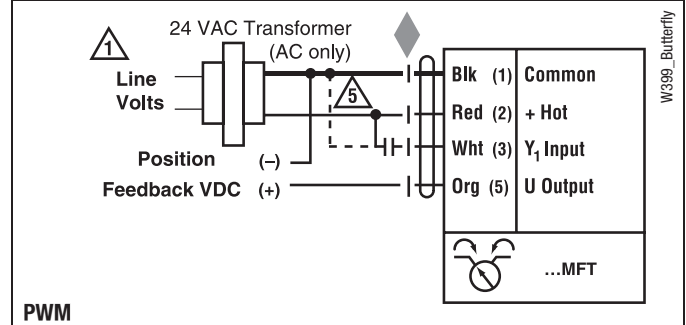 24 VAC Transformer
(AC only)
1
Line
Volts
5
Position (–)
Feedback VDC (+)
Blk (1) Common
Red (2) + Hot
Wht (3) Y₁ Input
Org (5) U Output
...MFT
PWM
W399_Butterfly